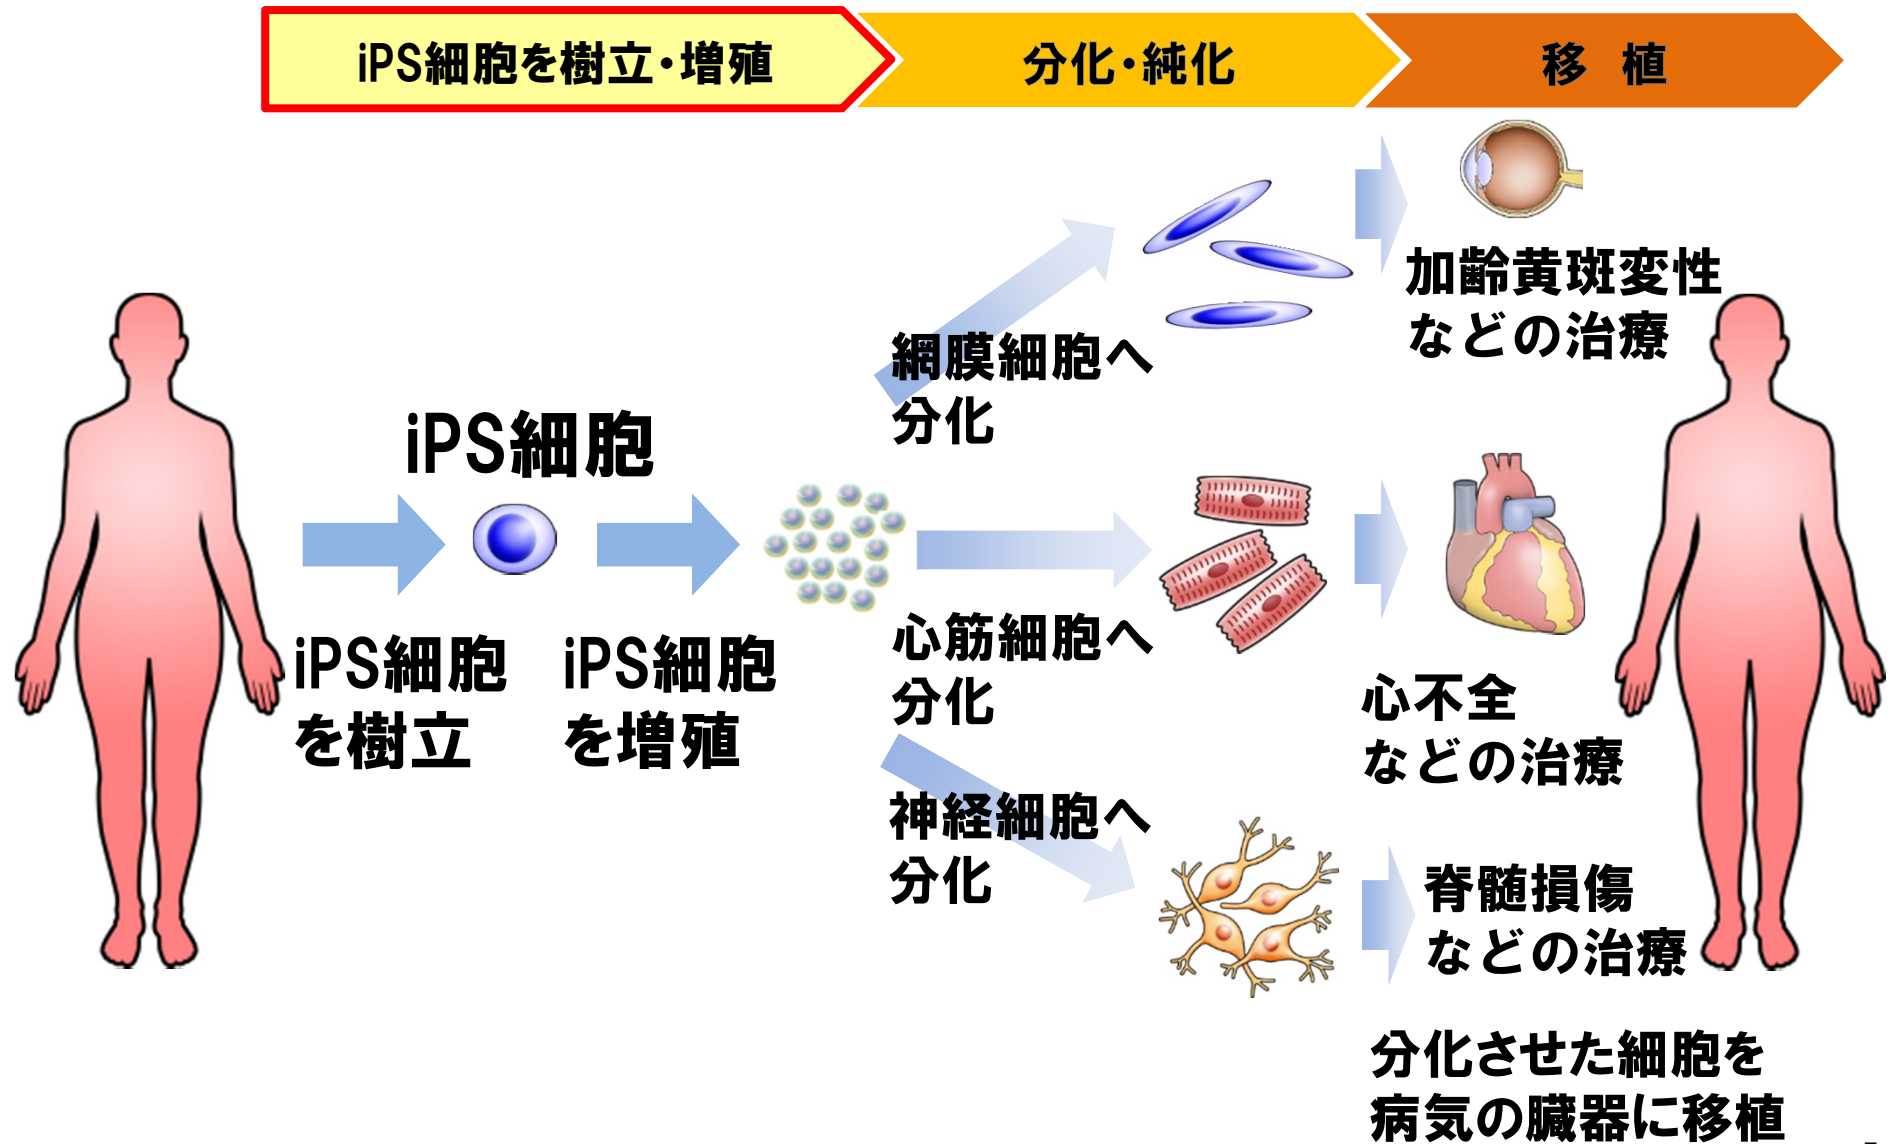 iPS細胞を樹立・増殖
分化・純化
移 植
iPS細胞
iPS細胞
を樹立
iPS細胞
を増殖
網膜細胞へ
分化
心筋細胞へ
分化
神経細胞へ
分化
加齢黄斑変性
などの治療
心不全
などの治療
脊髄損傷
などの治療
分化させた細胞を
病気の臓器に移植